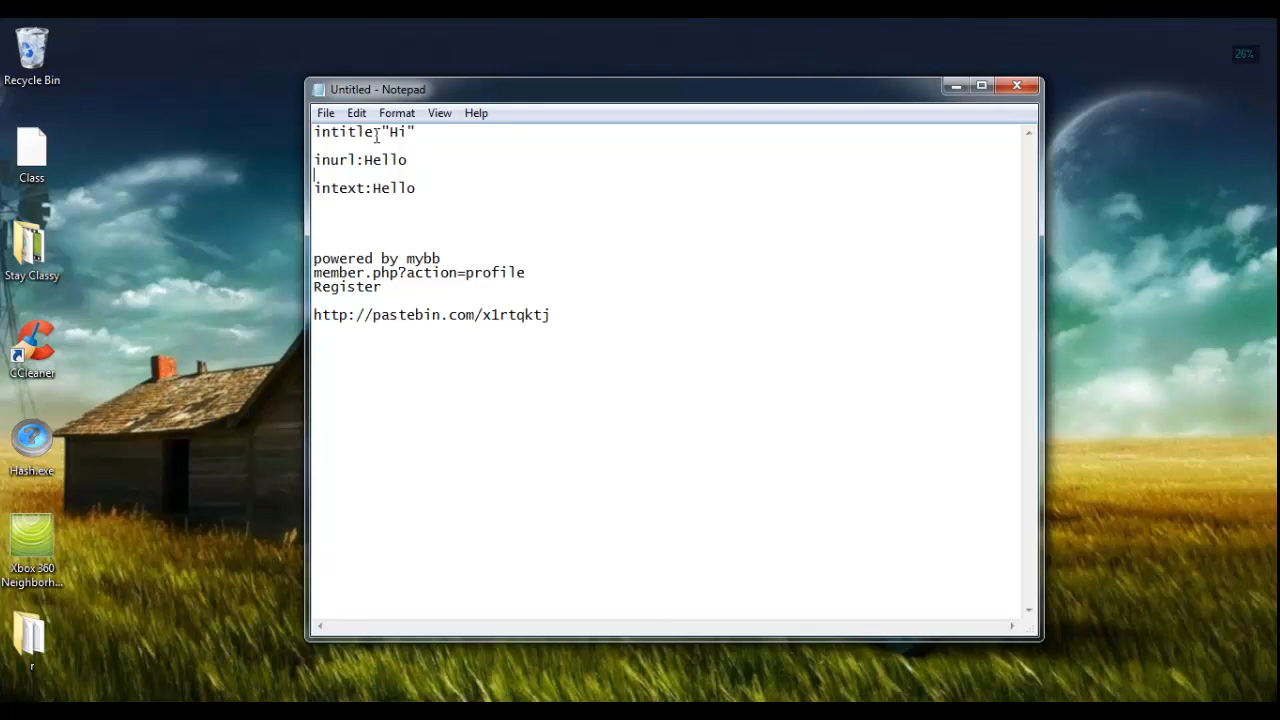 Recycle Bin
Class
Stay Classy
CCleaner
Hash.exe
Xbox 360
Neighborh...
r
26%
Untitled - Notepad
File Edit Format View Help
intitle:"Hi"
inurl:Hello
intext:Hello
powered by mybb
member.php?action=profile
Register
http://pastebin.com/x1rtqktj